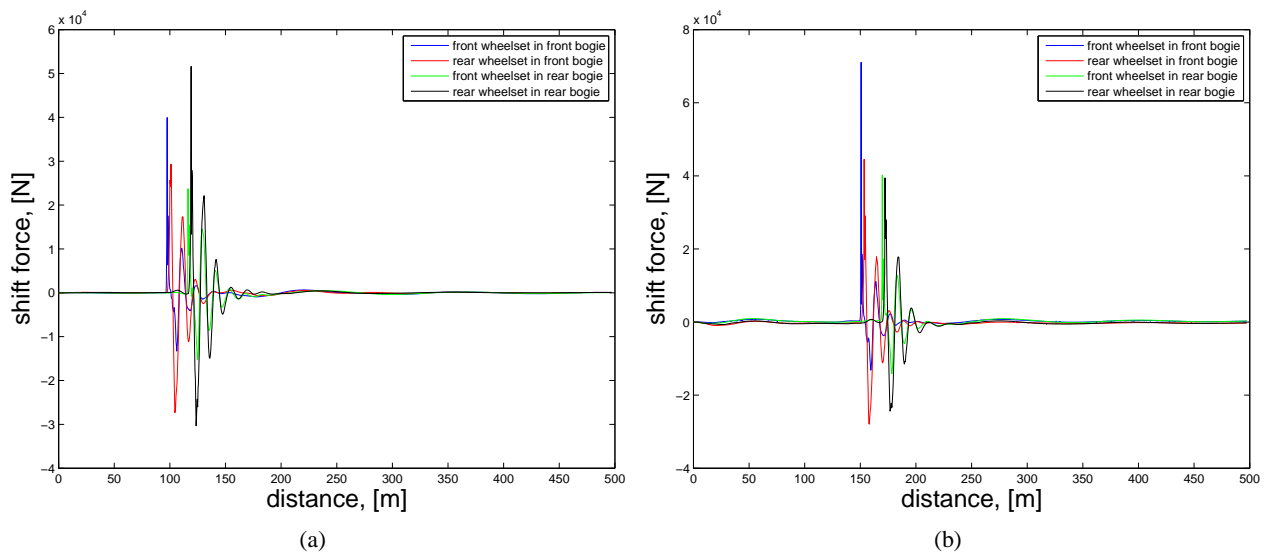 x 10⁴
6
5
4
3
2
1
0
−1
−2
−3
−4
shift force, [N]
0 50 100 150 200 250 300 350 400 450 500
distance, [m]
front wheelset in front bogie
rear wheelset in front bogie
front wheelset in rear bogie
rear wheelset in rear bogie
(a)
x 10⁴
8
6
4
2
0
−2
−4
shift force, [N]
0 50 100 150 200 250 300 350 400 450 500
distance, [m]
front wheelset in front bogie
rear wheelset in front bogie
front wheelset in rear bogie
rear wheelset in rear bogie
(b)